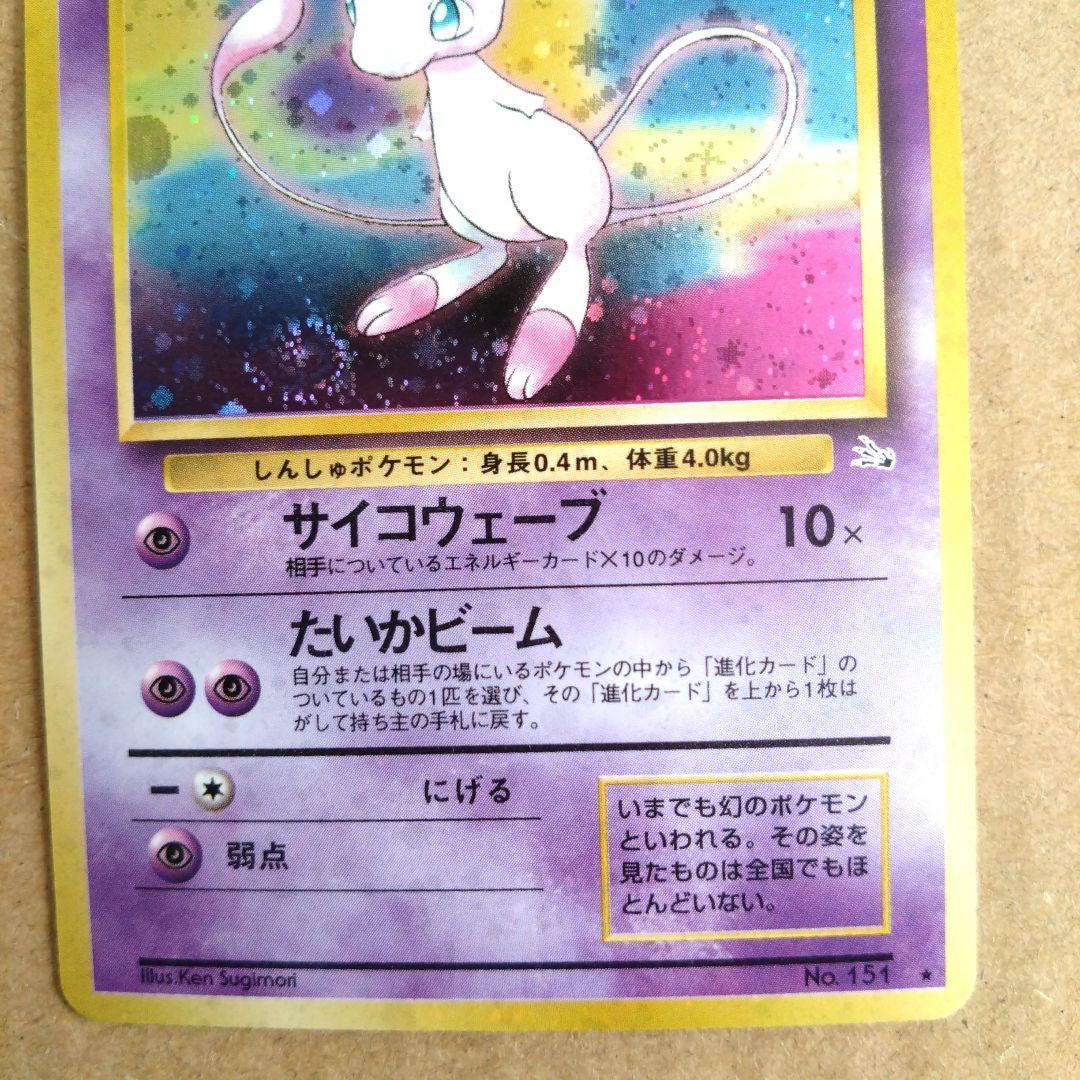 しんしゅポケモン：身長0.4m、体重4.0kg
サイコウェーブ 10×
相手についているエネルギーカード×10のダメージ。
たいかビーム
自分または相手の場にいるポケモンの中から「進化カード」の
ついているもの1匹を選び、その「進化カード」を上から1枚は
がして持ち主の手札に戻す。
ー にげる
弱点
いまでも幻のポケモン
といわれる。その姿を
見たものは全国でもほ
とんどいない。
Illus.Ken Sugimori
No. 151 ★